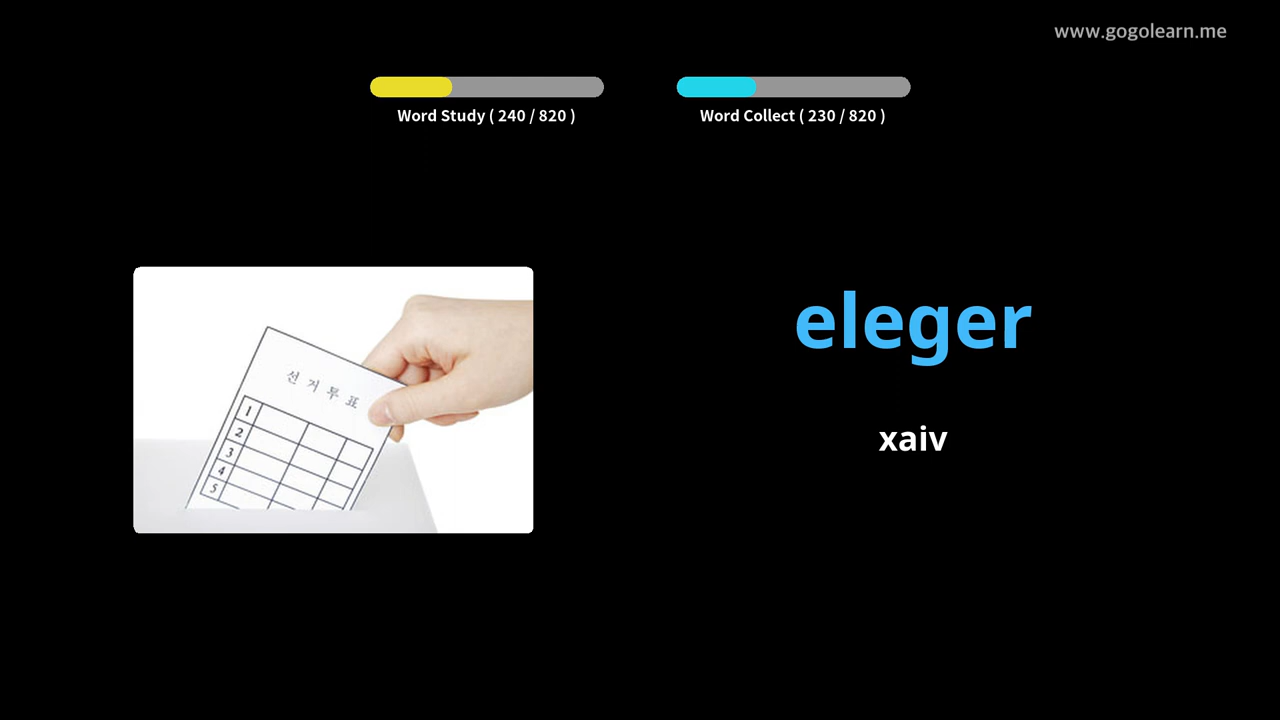 www.gogolearn.me
Word Study ( 240 / 820 )
Word Collect ( 230 / 820 )
선거투표
1
2
3
4
5
eleger
xaiv